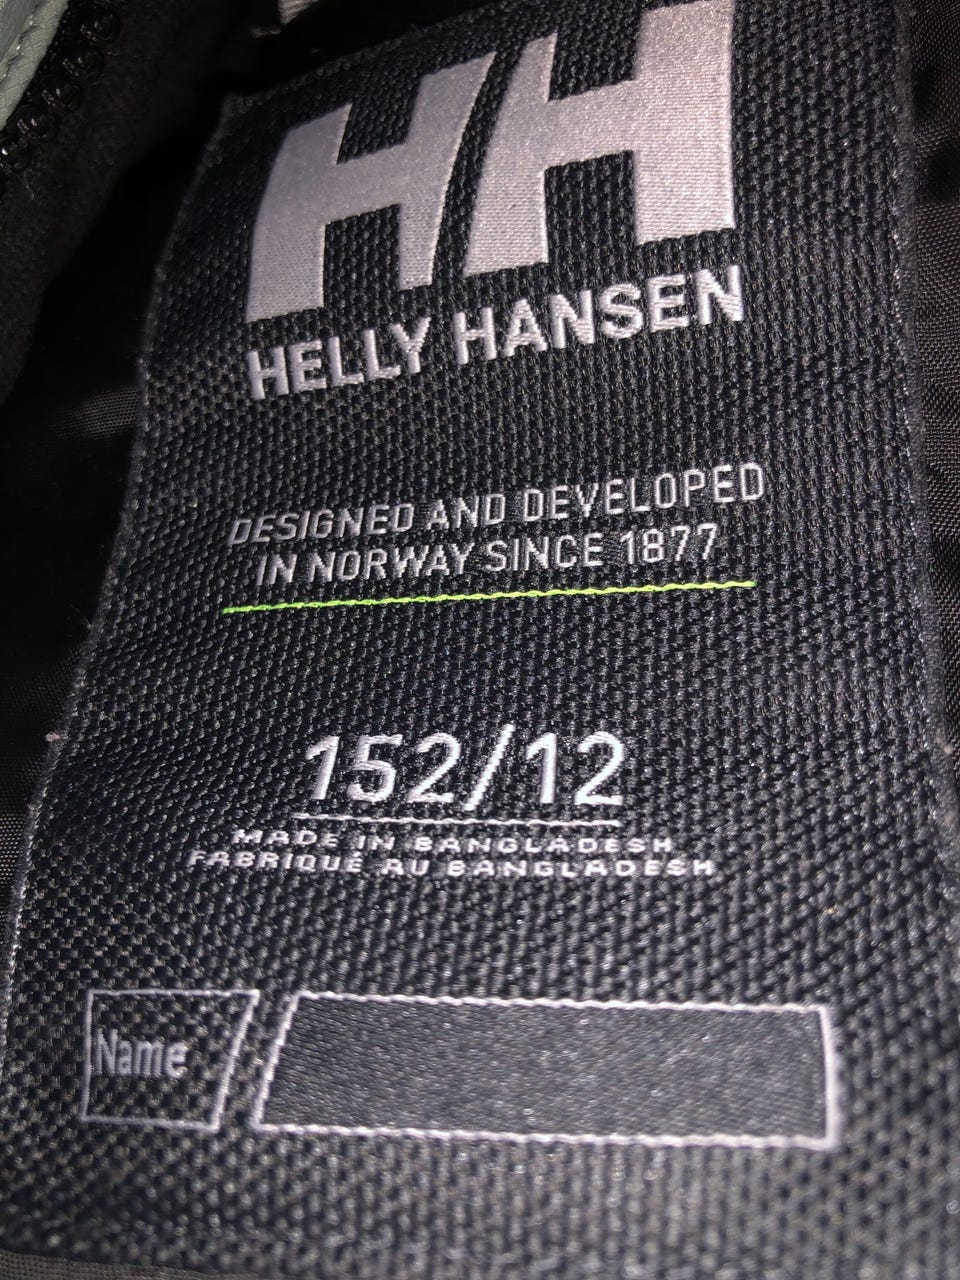 HH
HELLY HANSEN
DESIGNED AND DEVELOPED
IN NORWAY SINCE 1877
152/12
MADE IN BANGLADESH
FABRIQUÉ AU BANGLADESH
Name